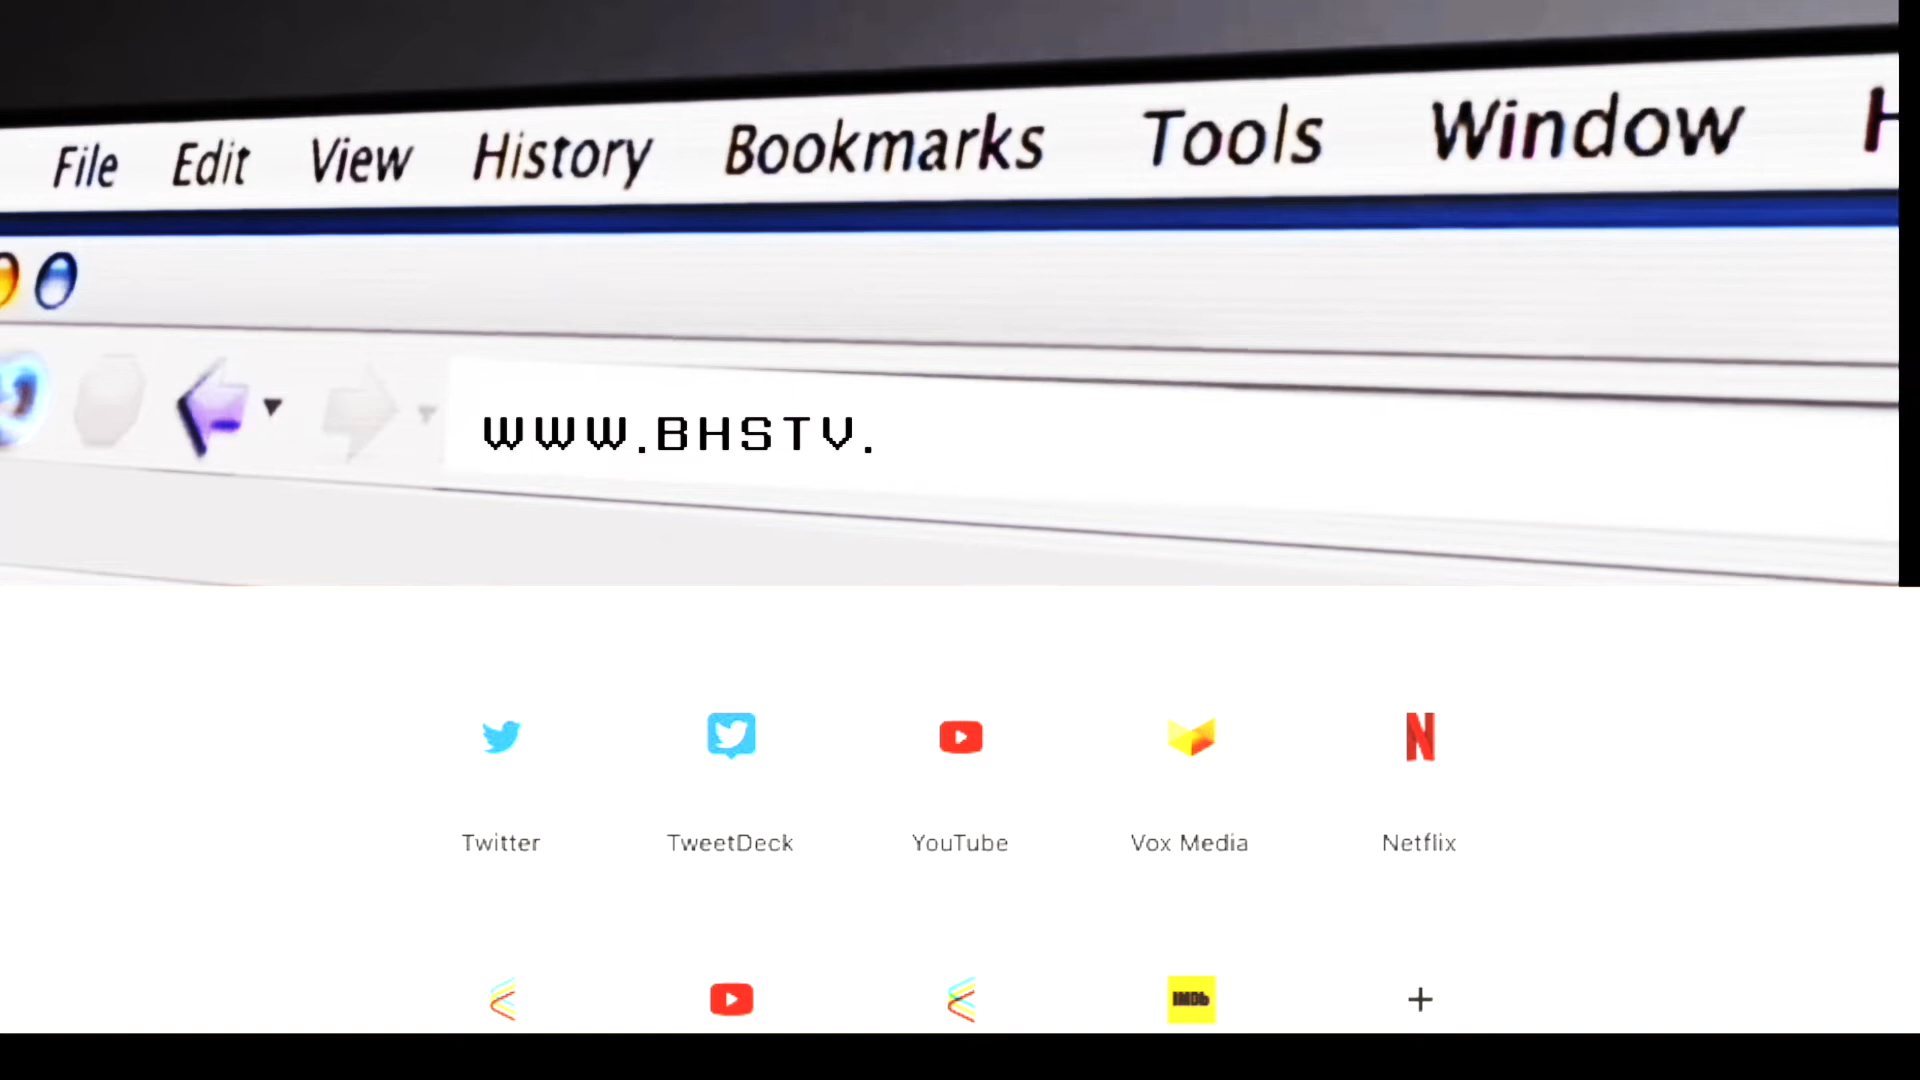 File Edit View History Bookmarks Tools Window H
WWW.BHSTV.
Twitter TweetDeck YouTube Vox Media Netflix
IMDb